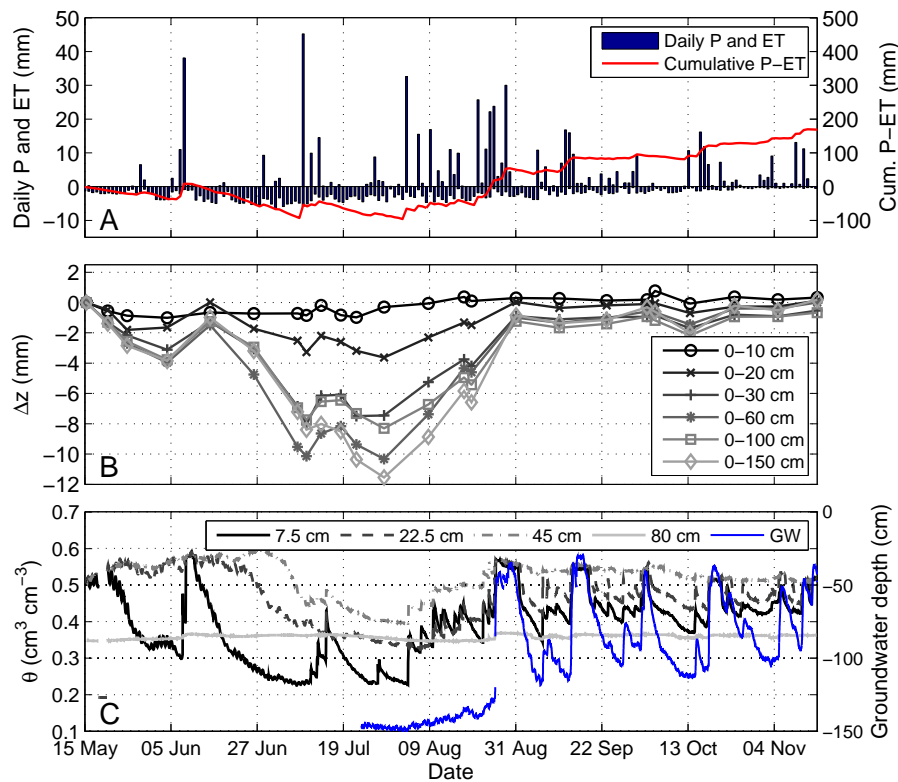 50 500
40 400
30 300
20 200
10 100
0 0
−10 −100
Daily P and ET (mm)
Cum. P−ET (mm)
Daily P and ET
Cumulative P−ET
A
2
0
−2
−4
−6
−8
−10
−12
Δz (mm)
0−10 cm
0−20 cm
0−30 cm
0−60 cm
0−100 cm
0−150 cm
B
0.7 0
0.6
0.5 −50
0.4
0.3 −100
0.2
0.1 −150
θ (cm³ cm⁻³)
Groundwater depth (cm)
7.5 cm 22.5 cm 45 cm 80 cm GW
C
15 May 05 Jun 27 Jun 19 Jul 09 Aug 31 Aug 22 Sep 13 Oct 04 Nov
Date